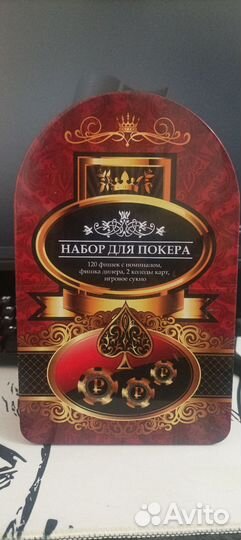 НАБОР ДЛЯ ПОКЕРА
120 фишек с номиналом,
фишка дилера, 2 колоды карт,
игровое сукно
Avito